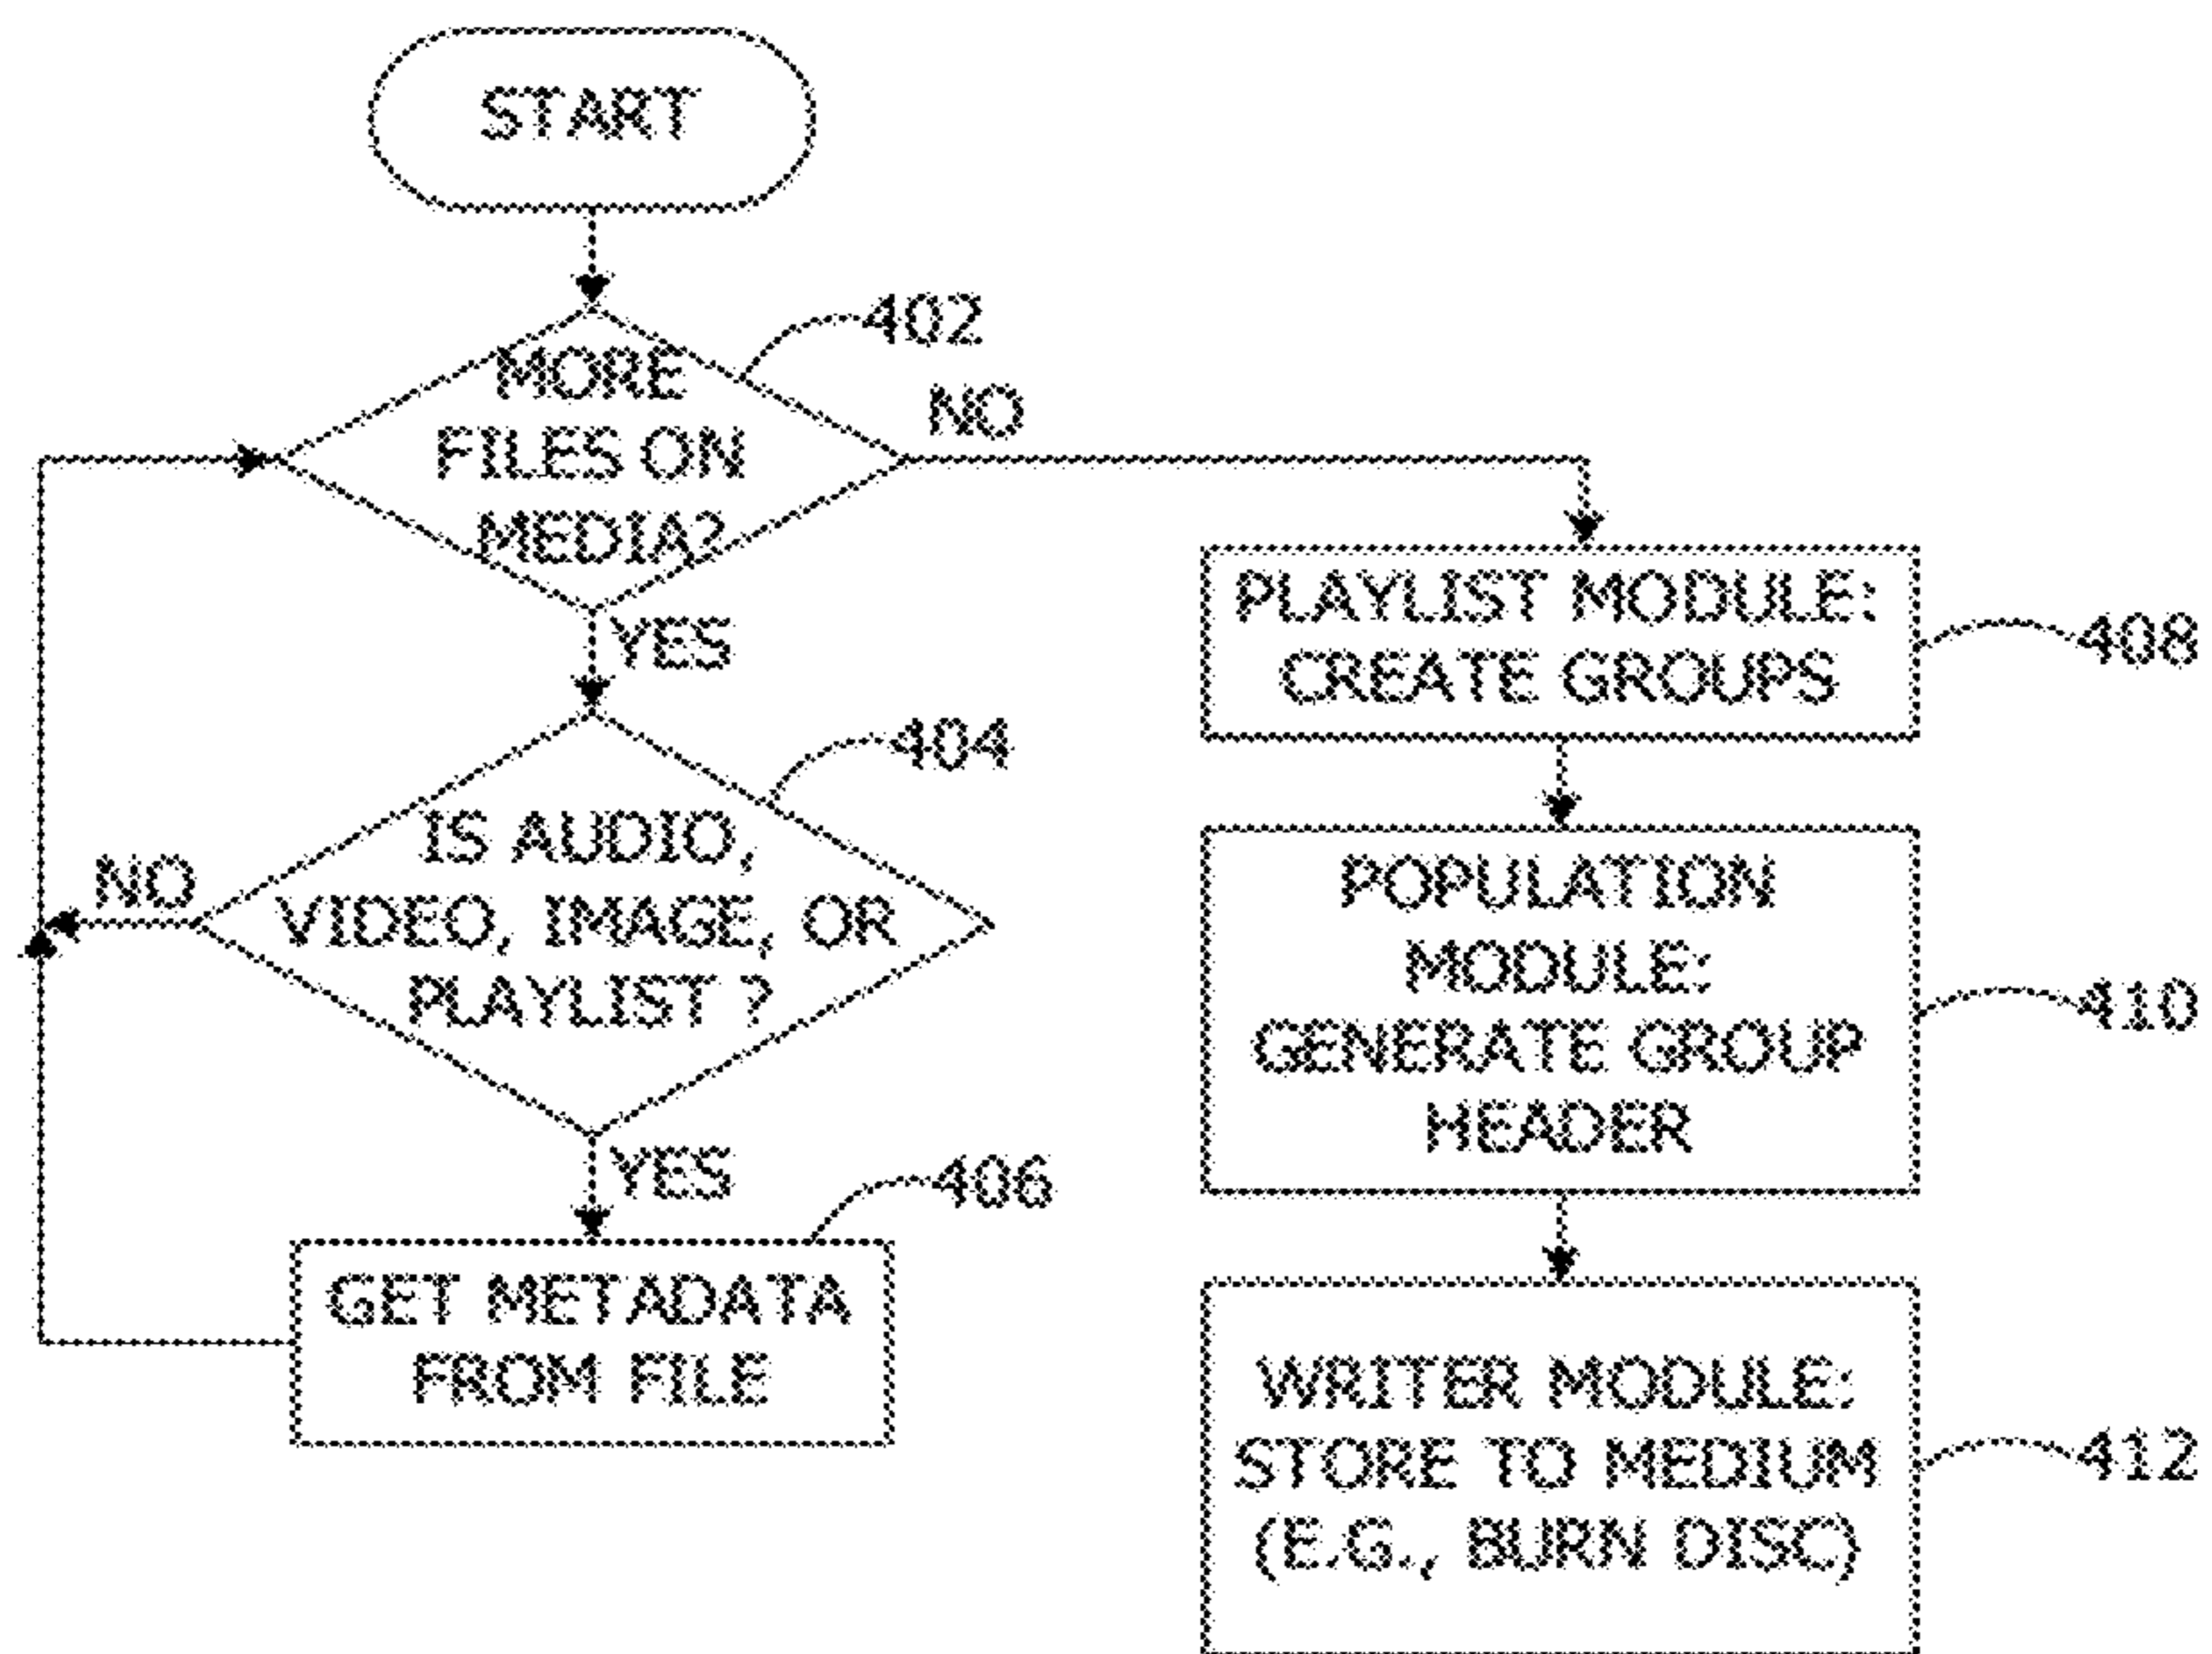 START
402
MORE
FILES ON
MEDIA?
NO
YES
404
IS AUDIO,
VIDEO, IMAGE, OR
PLAYLIST ?
NO
YES
406
GET METADATA
FROM FILE
PLAYLIST MODULE:
CREATE GROUPS
408
POPULATION
MODULE:
GENERATE GROUP
HEADER
410
WRITER MODULE:
STORE TO MEDIUM
(E.G., BURN DISC)
412